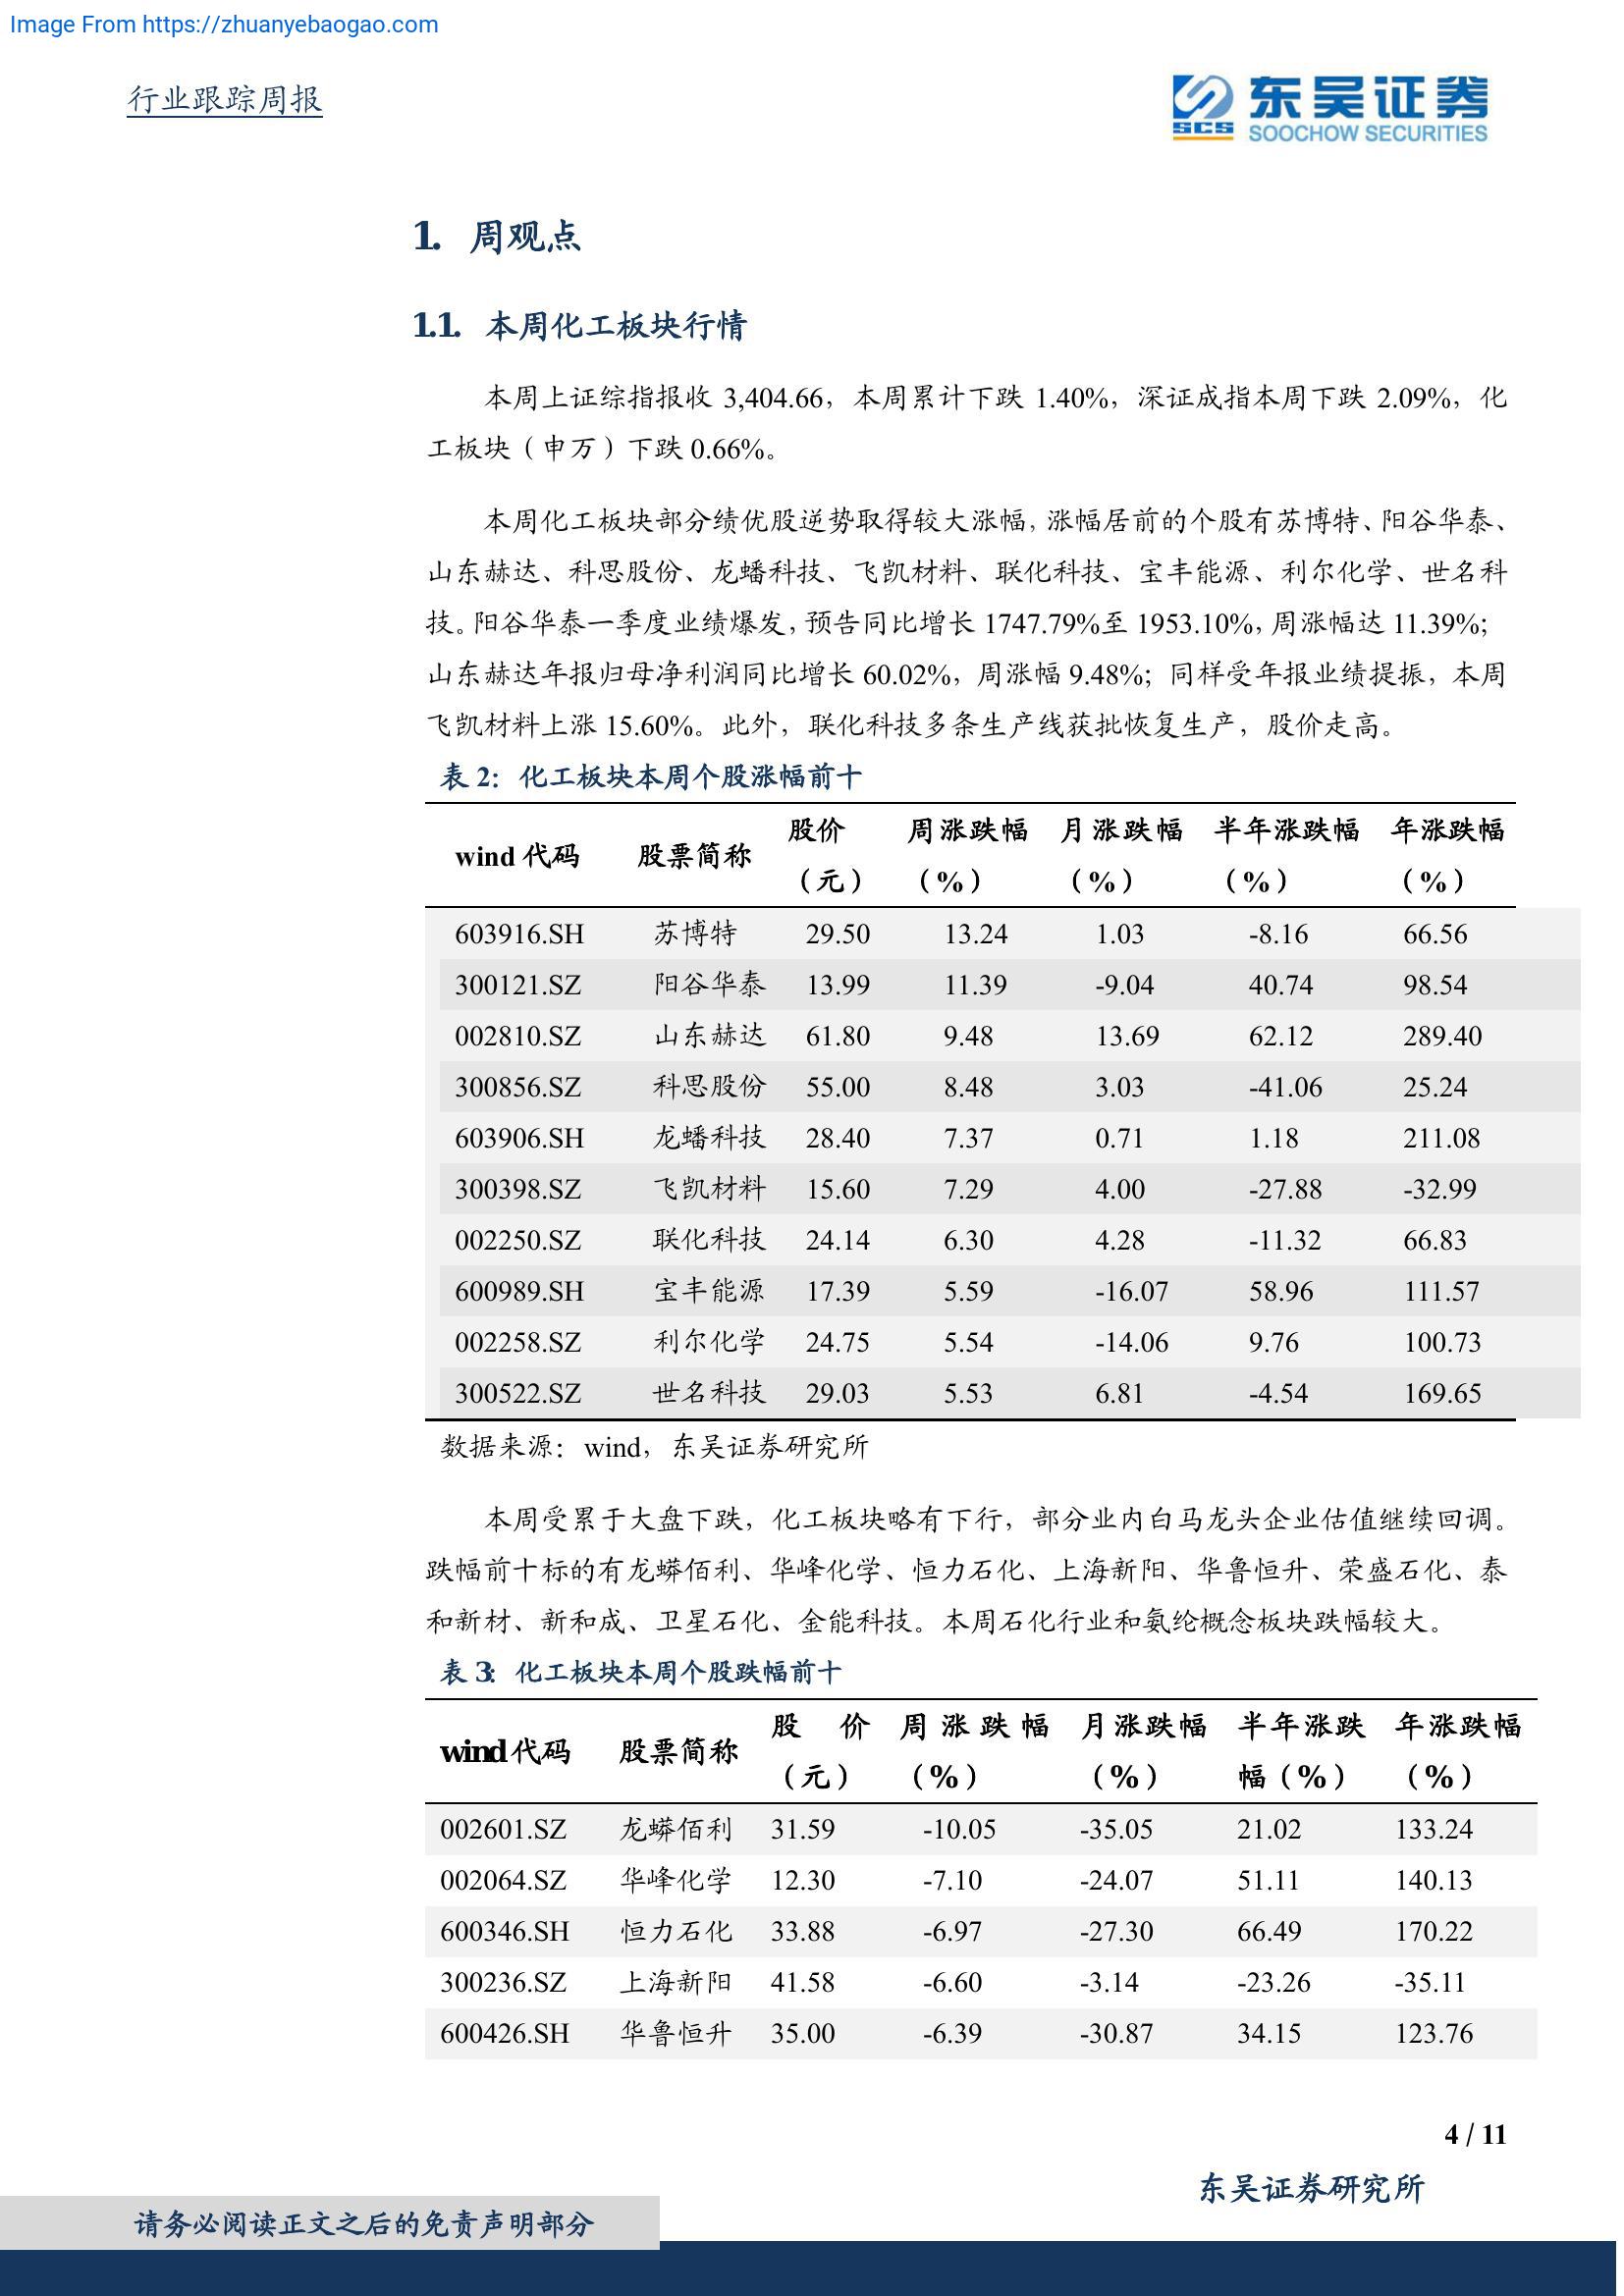 Image From https://zhuanyebaogao.com
行业跟踪周报
东吴证券
SCS
SOOCHOW SECURITIES
1. 周观点
1.1. 本周化工板块行情
本周上证综指报收 3,404.66，本周累计下跌 1.40%，深证成指本周下跌 2.09%，化
工板块（申万）下跌 0.66%。
本周化工板块部分绩优股逆势取得较大涨幅，涨幅居前的个股有苏博特、阳谷华泰、
山东赫达、科思股份、龙蟠科技、飞凯材料、联化科技、宝丰能源、利尔化学、世名科
技。阳谷华泰一季度业绩爆发，预告同比增长 1747.79%至 1953.10%，周涨幅达 11.39%；
山东赫达年报归母净利润同比增长 60.02%，周涨幅 9.48%；同样受年报业绩提振，本周
飞凯材料上涨 15.60%。此外，联化科技多条生产线获批恢复生产，股价走高。
表 2：化工板块本周个股涨幅前十
wind 代码 股票简称 股价（元） 周涨跌幅（%） 月涨跌幅（%） 半年涨跌幅（%） 年涨跌幅（%）
603916.SH 苏博特 29.50 13.24 1.03 -8.16 66.56
300121.SZ 阳谷华泰 13.99 11.39 -9.04 40.74 98.54
002810.SZ 山东赫达 61.80 9.48 13.69 62.12 289.40
300856.SZ 科思股份 55.00 8.48 3.03 -41.06 25.24
603906.SH 龙蟠科技 28.40 7.37 0.71 1.18 211.08
300398.SZ 飞凯材料 15.60 7.29 4.00 -27.88 -32.99
002250.SZ 联化科技 24.14 6.30 4.28 -11.32 66.83
600989.SH 宝丰能源 17.39 5.59 -16.07 58.96 111.57
002258.SZ 利尔化学 24.75 5.54 -14.06 9.76 100.73
300522.SZ 世名科技 29.03 5.53 6.81 -4.54 169.65
数据来源：wind，东吴证券研究所
本周受累于大盘下跌，化工板块略有下行，部分业内白马龙头企业估值继续回调。
跌幅前十标的有龙蟒佰利、华峰化学、恒力石化、上海新阳、华鲁恒升、荣盛石化、泰
和新材、新和成、卫星石化、金能科技。本周石化行业和氨纶概念板块跌幅较大。
表 3：化工板块本周个股跌幅前十
wind 代码 股票简称 股价（元） 周涨跌幅（%） 月涨跌幅（%） 半年涨跌幅（%） 年涨跌幅（%）
002601.SZ 龙蟒佰利 31.59 -10.05 -35.05 21.02 133.24
002064.SZ 华峰化学 12.30 -7.10 -24.07 51.11 140.13
600346.SH 恒力石化 33.88 -6.97 -27.30 66.49 170.22
300236.SZ 上海新阳 41.58 -6.60 -3.14 -23.26 -35.11
600426.SH 华鲁恒升 35.00 -6.39 -30.87 34.15 123.76
4 / 11
东吴证券研究所
请务必阅读正文之后的免责声明部分